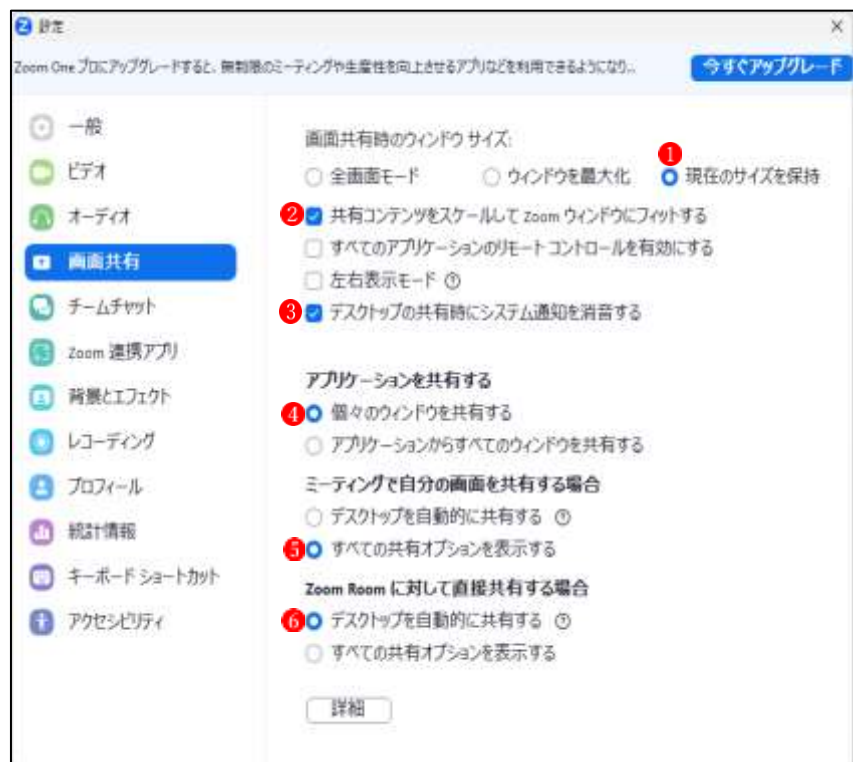 設定
Zoom One プロにアップグレードすると、無制限のミーティングや生産性を向上させるアプリなどを利用できるようになり...
今すぐアップグレード
一般
ビデオ
オーディオ
画面共有
チームチャット
Zoom 連携アプリ
背景とエフェクト
レコーディング
プロフィール
統計情報
キーボード ショートカット
アクセシビリティ
画面共有時のウィンドウ サイズ:
1
全画面モード ウィンドウを最大化 現在のサイズを保持
2 共有コンテンツをスケールして Zoom ウィンドウにフィットする
すべてのアプリケーションのリモート コントロールを有効にする
左右表示モード ?
3 デスクトップの共有時にシステム通知を消音する
アプリケーションを共有する
4 個々のウィンドウを共有する
アプリケーションからすべてのウィンドウを共有する
ミーティングで自分の画面を共有する場合
デスクトップを自動的に共有する ?
5 すべての共有オプションを表示する
Zoom Room に対して直接共有する場合
6 デスクトップを自動的に共有する ?
すべての共有オプションを表示する
詳細